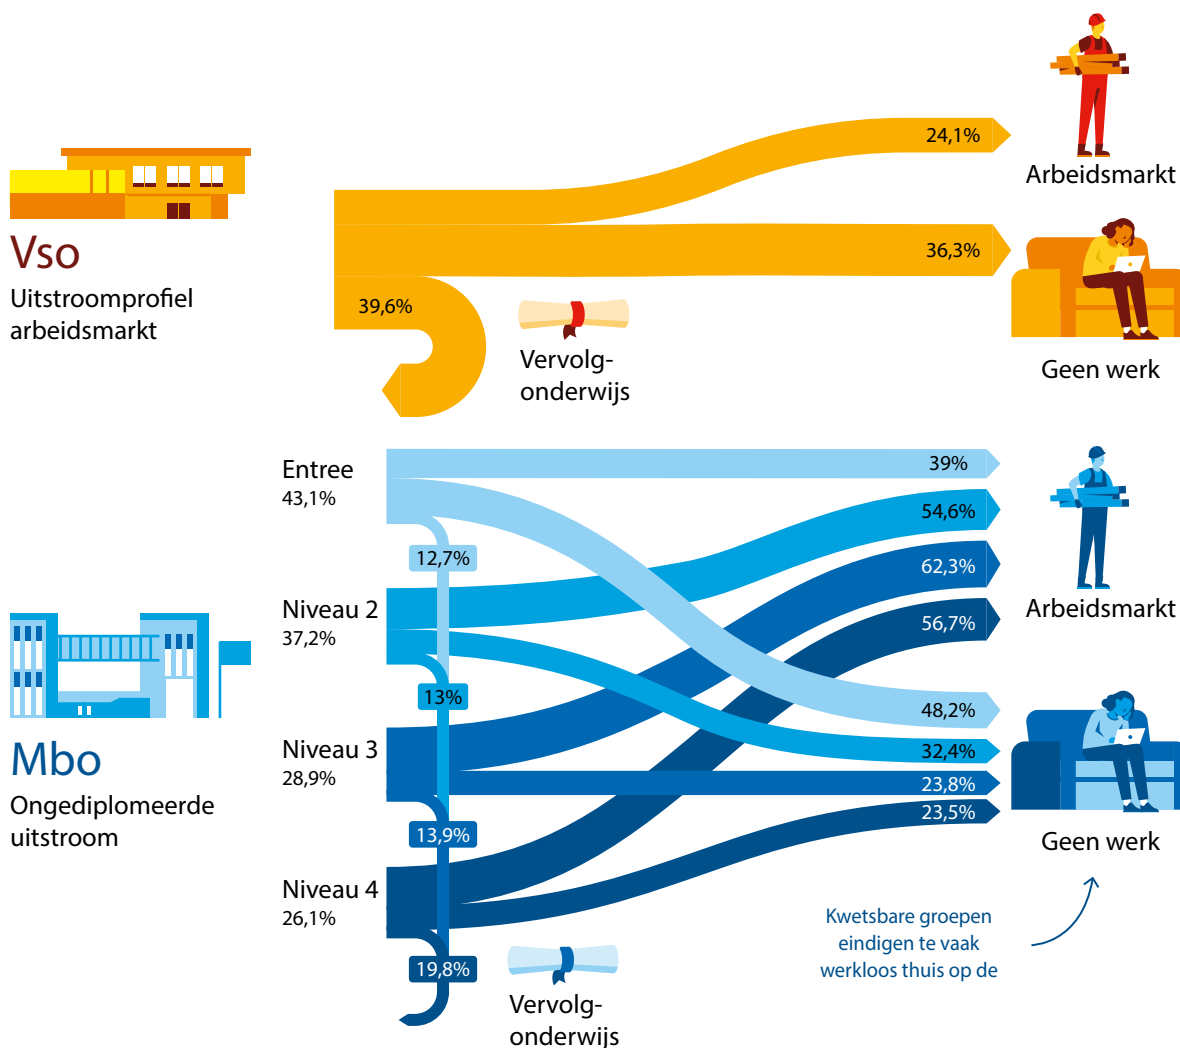 24,1%
Arbeidsmarkt
Vso
Uitstroomprofiel
arbeidsmarkt
36,3%
39,6%
Vervolg-
onderwijs
Geen werk
Entree
43,1%
39%
54,6%
12,7%
62,3%
Niveau 2
37,2%
56,7%
Arbeidsmarkt
13%
48,2%
Mbo
Ongediplomeerde
uitstroom
Niveau 3
28,9%
32,4%
23,8%
23,5%
13,9%
Geen werk
Niveau 4
26,1%
Kwetsbare groepen
eindigen te vaak
werkloos thuis op de
19,8%
Vervolg-
onderwijs